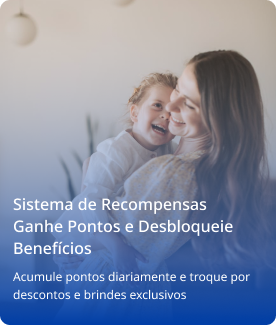 Sistema de Recompensas
Ganhe Pontos e Desbloqueie
Benefícios
Acumule pontos diariamente e troque por
descontos e brindes exclusivos